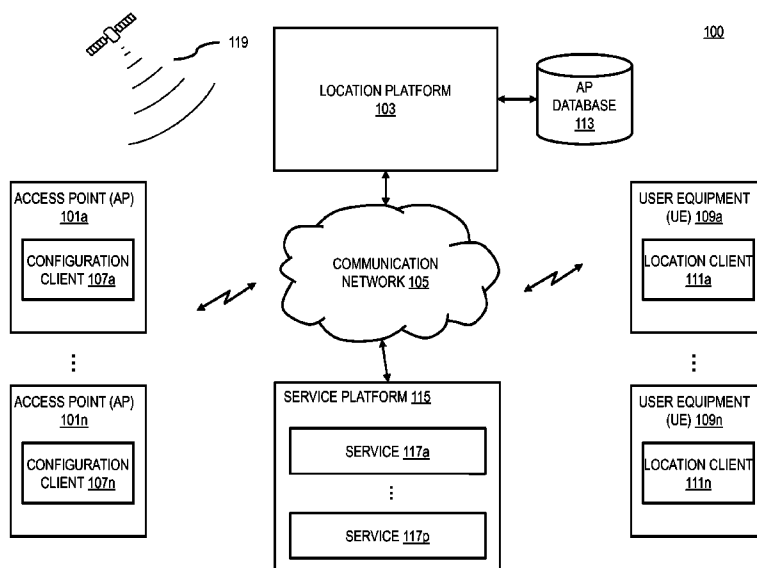 119
100
LOCATION PLATFORM
103
AP
DATABASE
113
ACCESS POINT (AP)
101a
CONFIGURATION
CLIENT 107a
COMMUNICATION
NETWORK 105
USER EQUIPMENT
(UE) 109a
LOCATION CLIENT
111a
ACCESS POINT (AP)
101n
CONFIGURATION
CLIENT 107n
SERVICE PLATFORM 115
SERVICE 117a
SERVICE 117p
USER EQUIPMENT
(UE) 109n
LOCATION CLIENT
111n